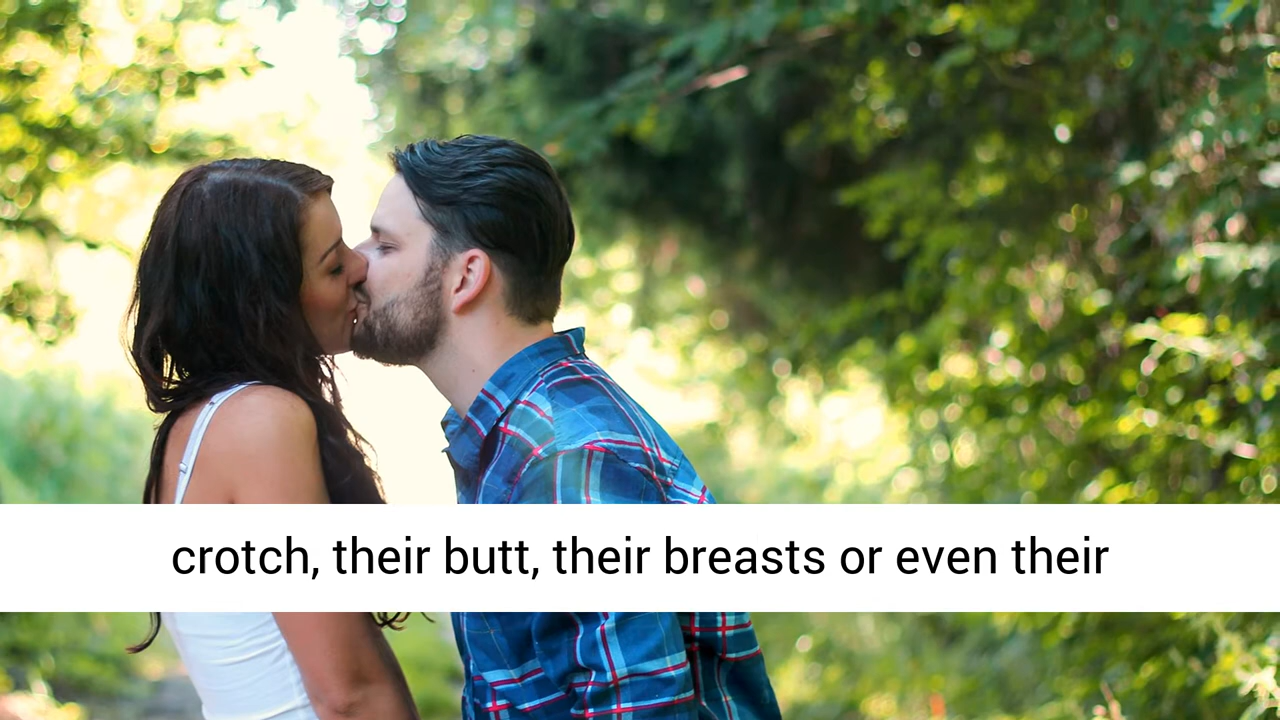 crotch, their butt, their breasts or even their